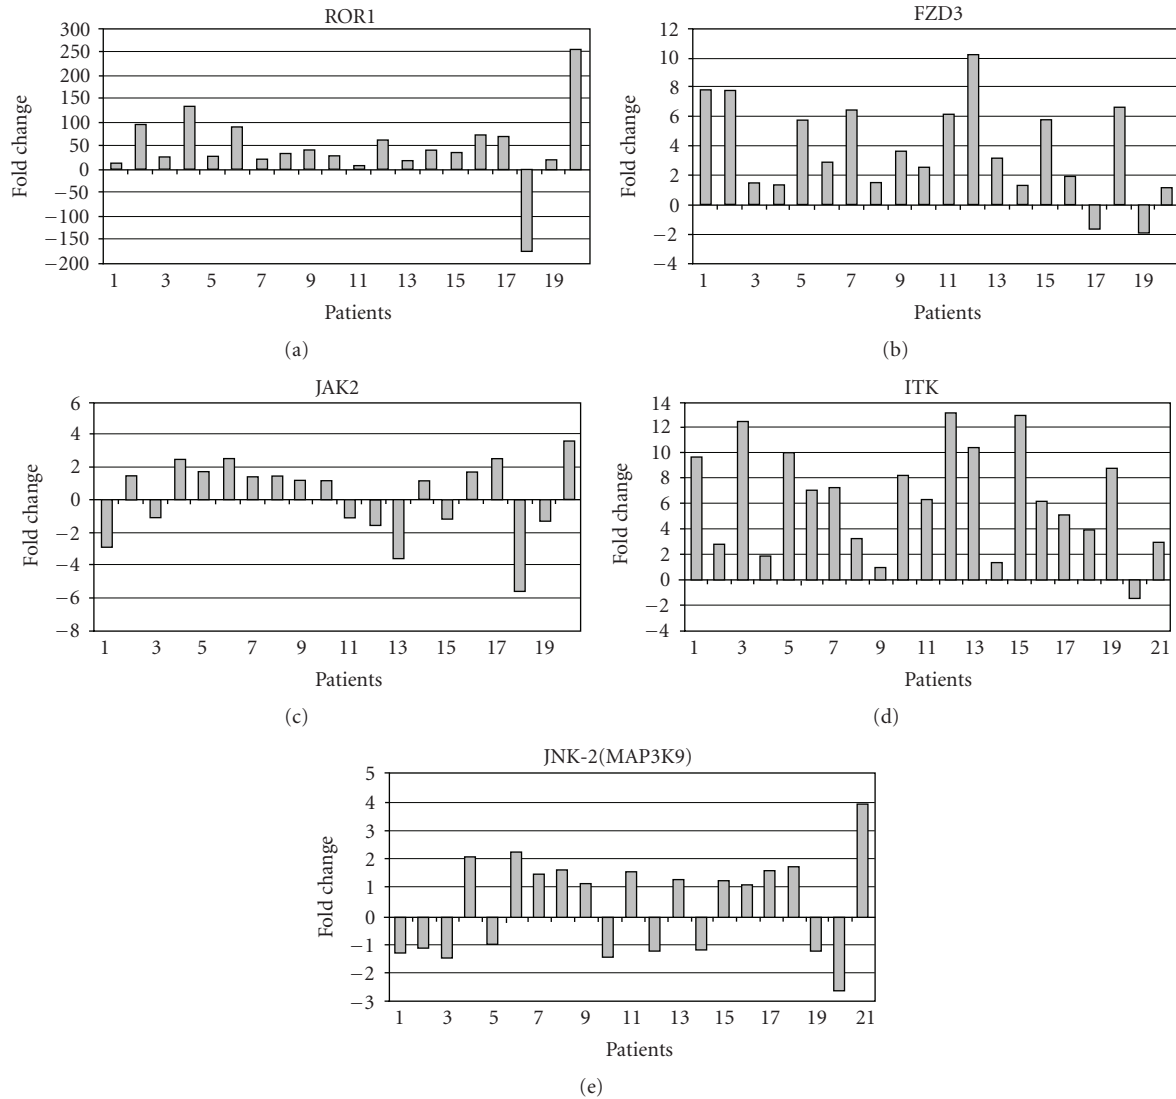 ROR1
300
250
200
150
100
50
0
−50
−100
−150
−200
Fold change
1 3 5 7 9 11 13 15 17 19
Patients
(a)
FZD3
12
10
8
6
4
2
0
−2
−4
Fold change
1 3 5 7 9 11 13 15 17 19
Patients
(b)
JAK2
6
4
2
0
−2
−4
−6
−8
Fold change
1 3 5 7 9 11 13 15 17 19
Patients
(c)
ITK
14
12
10
8
6
4
2
0
−2
−4
Fold change
1 3 5 7 9 11 13 15 17 19 21
Patients
(d)
JNK-2(MAP3K9)
5
4
3
2
1
0
−1
−2
−3
Fold change
1 3 5 7 9 11 13 15 17 19 21
Patients
(e)